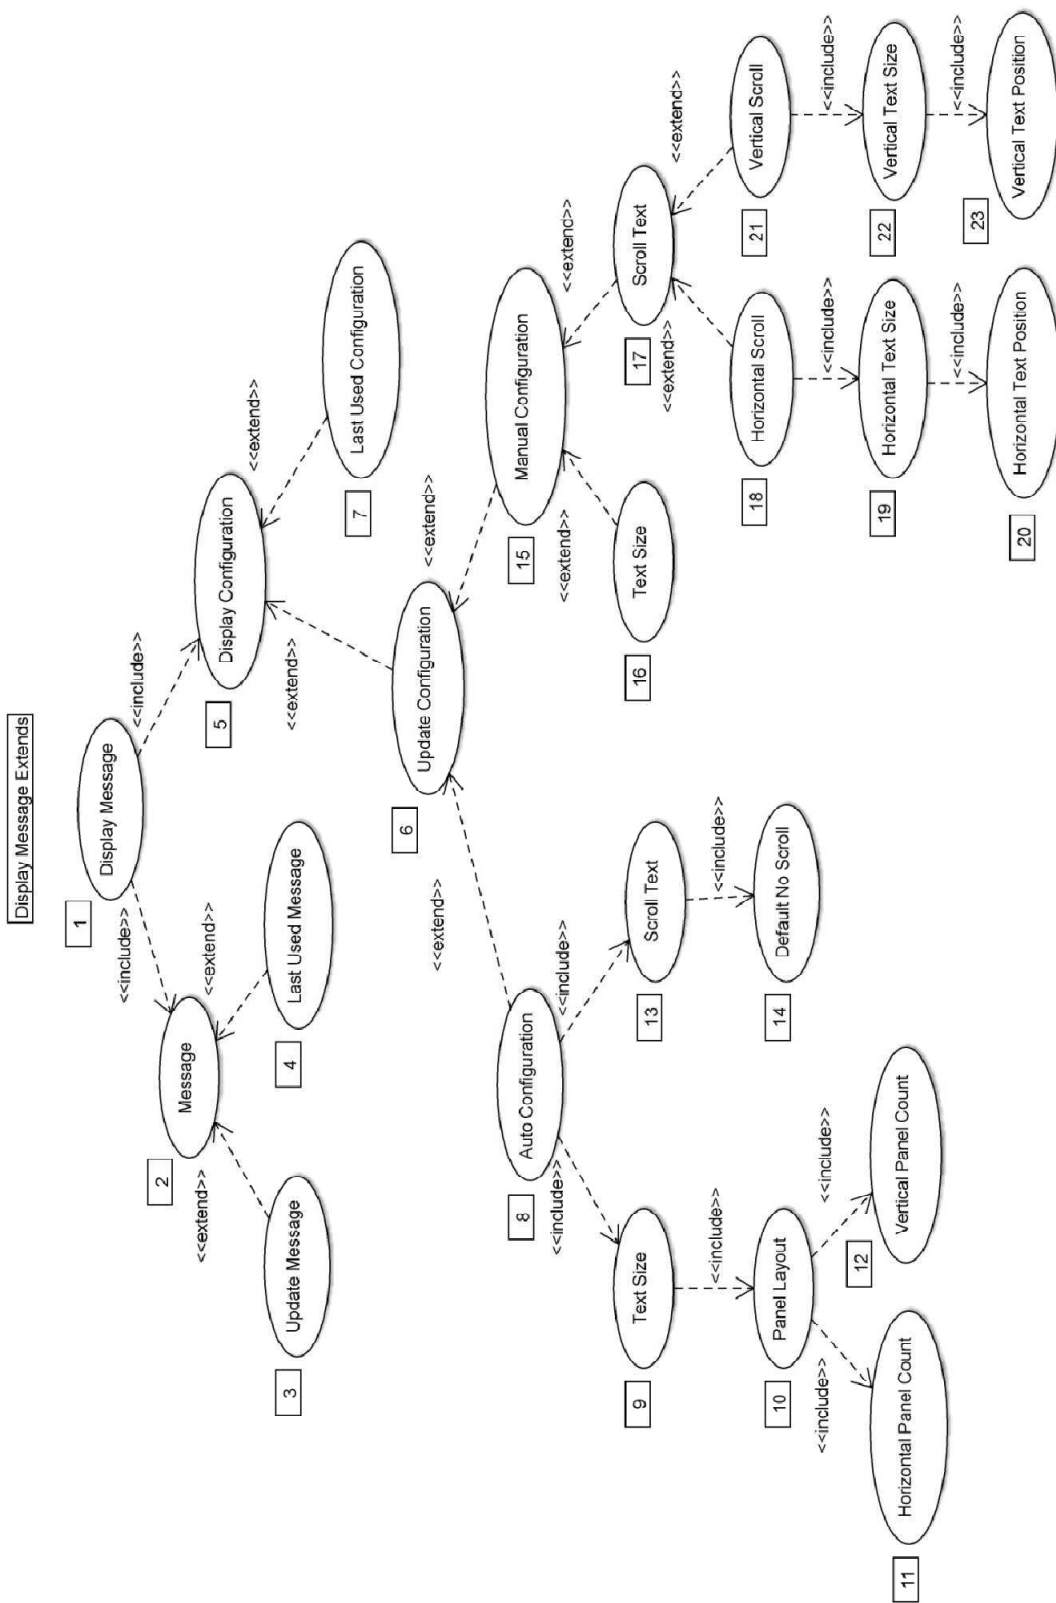 Display Message Extends
1
Display Message
<<include>>
<<include>>
2
Message
5
Display Configuration
<<extend>>
<<extend>>
<<extend>>
<<extend>>
3
Update Message
4
Last Used Message
6
Update Configuration
7
Last Used Configuration
<<extend>>
<<extend>>
8
Auto Configuration
15
Manual Configuration
<<include>>
<<include>>
<<extend>>
<<extend>>
9
Text Size
13
Scroll Text
16
Text Size
17
Scroll Text
<<include>>
<<include>>
<<extend>>
<<extend>>
10
Panel Layout
14
Default No Scroll
18
Horizontal Scroll
21
Vertical Scroll
<<include>>
<<include>>
<<include>>
<<include>>
11
Horizontal Panel Count
12
Vertical Panel Count
19
Horizontal Text Size
22
Vertical Text Size
<<include>>
<<include>>
20
Horizontal Text Position
23
Vertical Text Position